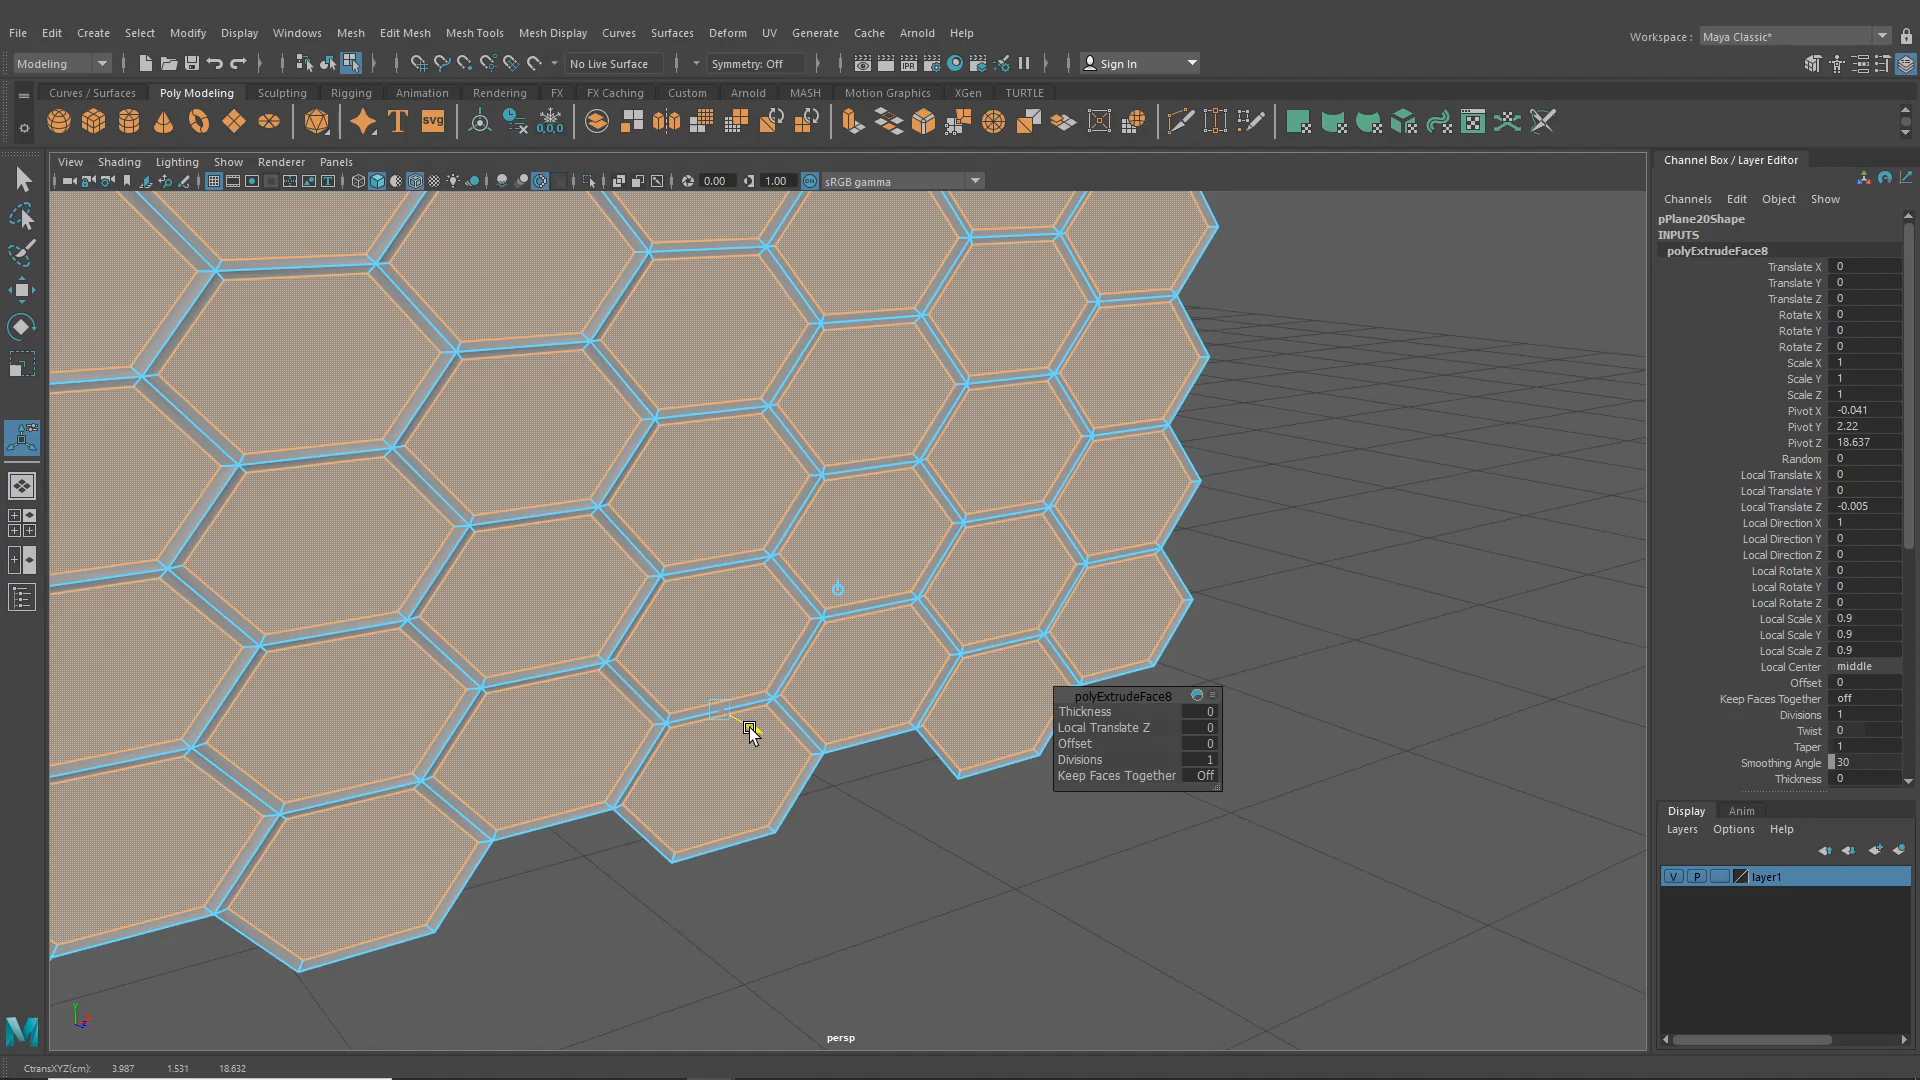 File Edit Create Select Modify Display Windows Mesh Edit Mesh Mesh Tools Mesh Display Curves Surfaces Deform UV Generate Cache Arnold Help
Workspace : Maya Classic*
Modeling No Live Surface Symmetry: Off Sign In
Curves / Surfaces Poly Modeling Sculpting Rigging Animation Rendering FX FX Caching Custom Arnold MASH Motion Graphics XGen TURTLE
T svg 0,0,0
View Shading Lighting Show Renderer Panels
0.00 1.00 ON sRGB gamma
Channel Box / Layer Editor
Channels Edit Object Show
pPlane20Shape
INPUTS
polyExtrudeFace8
Translate X 0
Translate Y 0
Translate Z 0
Rotate X 0
Rotate Y 0
Rotate Z 0
Scale X 1
Scale Y 1
Scale Z 1
Pivot X -0.041
Pivot Y 2.22
Pivot Z 18.637
Random 0
Local Translate X 0
Local Translate Y 0
Local Translate Z -0.005
Local Direction X 1
Local Direction Y 0
Local Direction Z 0
Local Rotate X 0
Local Rotate Y 0
Local Rotate Z 0
Local Scale X 0.9
Local Scale Y 0.9
Local Scale Z 0.9
Local Center middle
Offset 0
Keep Faces Together off
Divisions 1
Twist 0
Taper 1
Smoothing Angle 30
Thickness 0
polyExtrudeFace8
Thickness 0
Local Translate Z 0
Offset 0
Divisions 1
Keep Faces Together Off
Display Anim
Layers Options Help
V P layer1
persp
M
CtransXYZ(cm): 3.987 1.531 18.632